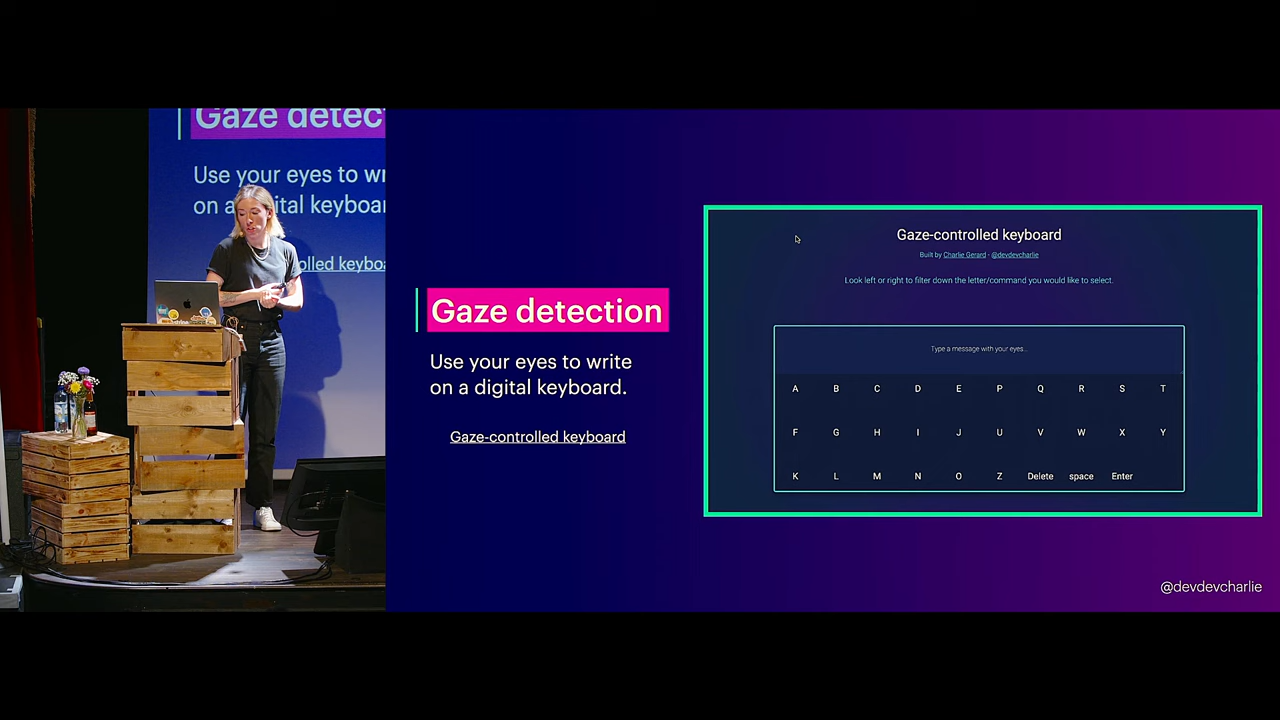 Gaze detec
Use your eyes to wr
on a digital keyboar
olled keyboa
Gaze detection
Use your eyes to write
on a digital keyboard.
Gaze-controlled keyboard
Gaze-controlled keyboard
Built by Charlie Gerard - @devdevcharlie
Look left or right to filter down the letter/command you would like to select.
Type a message with your eyes...
A B C D E P Q R S T
F G H I J U V W X Y
K L M N O Z Delete space Enter
@devdevcharlie